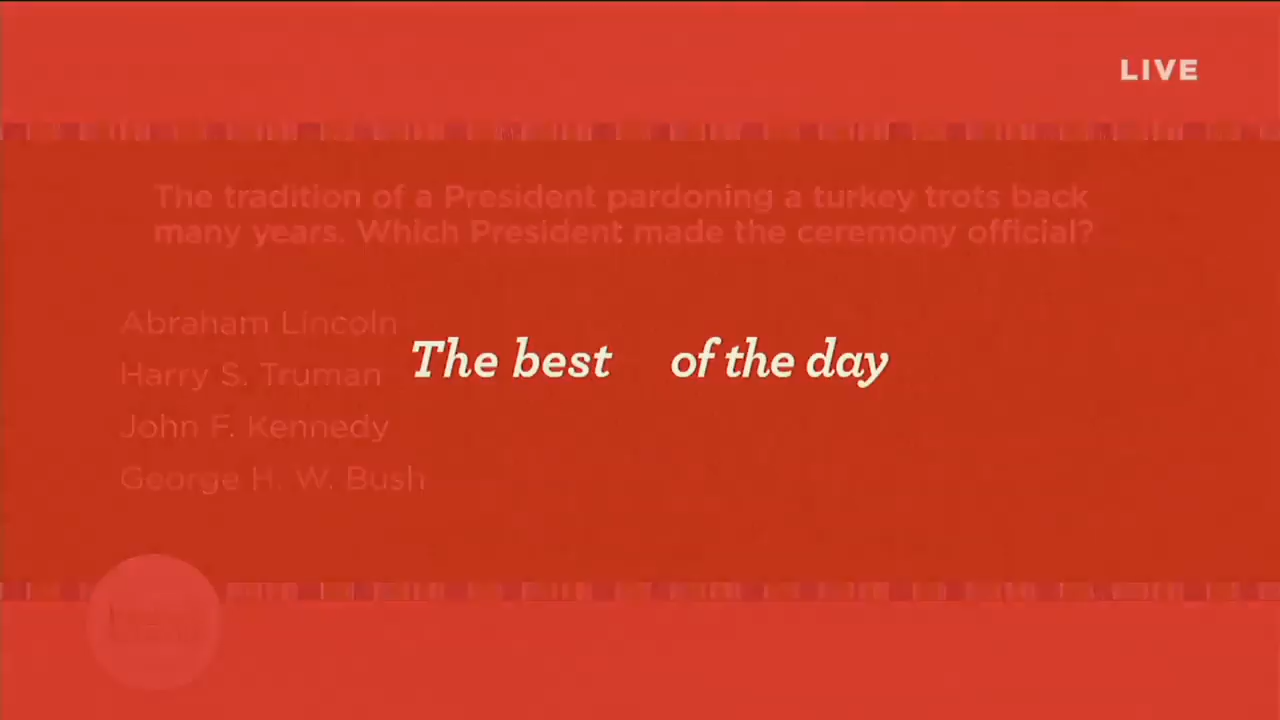 LIVE
The tradition of a President pardoning a turkey trots back
many years. Which President made the ceremony official?
Abraham Lincoln
The best of the day
Harry S. Truman
John F. Kennedy
George H. W. Bush